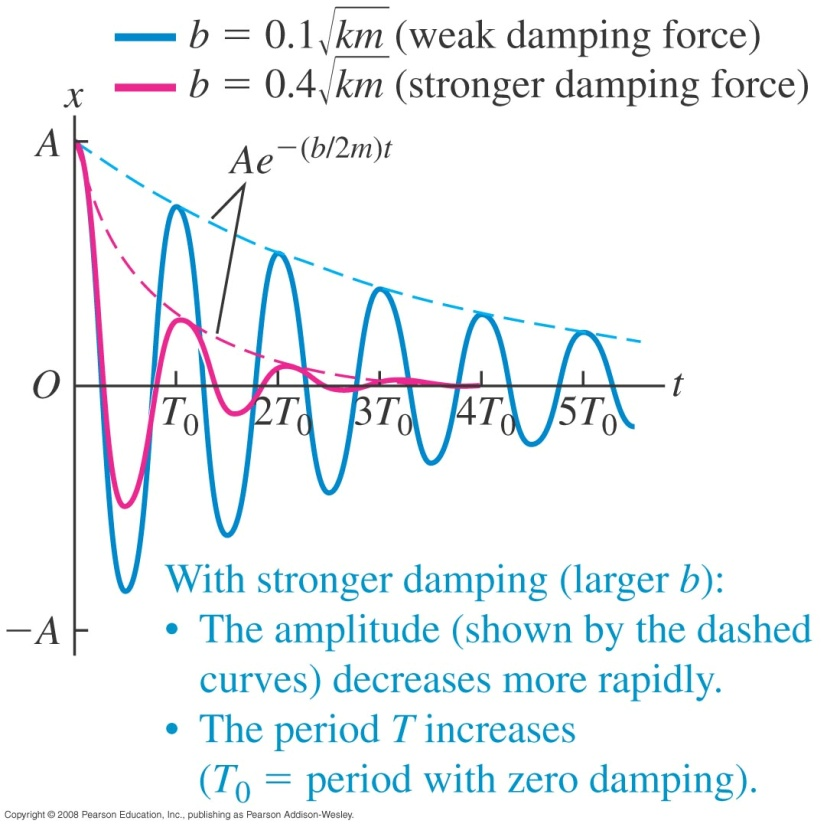 b = 0.1√km (weak damping force)
b = 0.4√km (stronger damping force)
x
A
Ae^−(b/2m)t
O
T₀ 2T₀ 3T₀ 4T₀ 5T₀
t
−A
With stronger damping (larger b):
• The amplitude (shown by the dashed
curves) decreases more rapidly.
• The period T increases
(T₀ = period with zero damping).
Copyright © 2008 Pearson Education, Inc., publishing as Pearson Addison-Wesley.